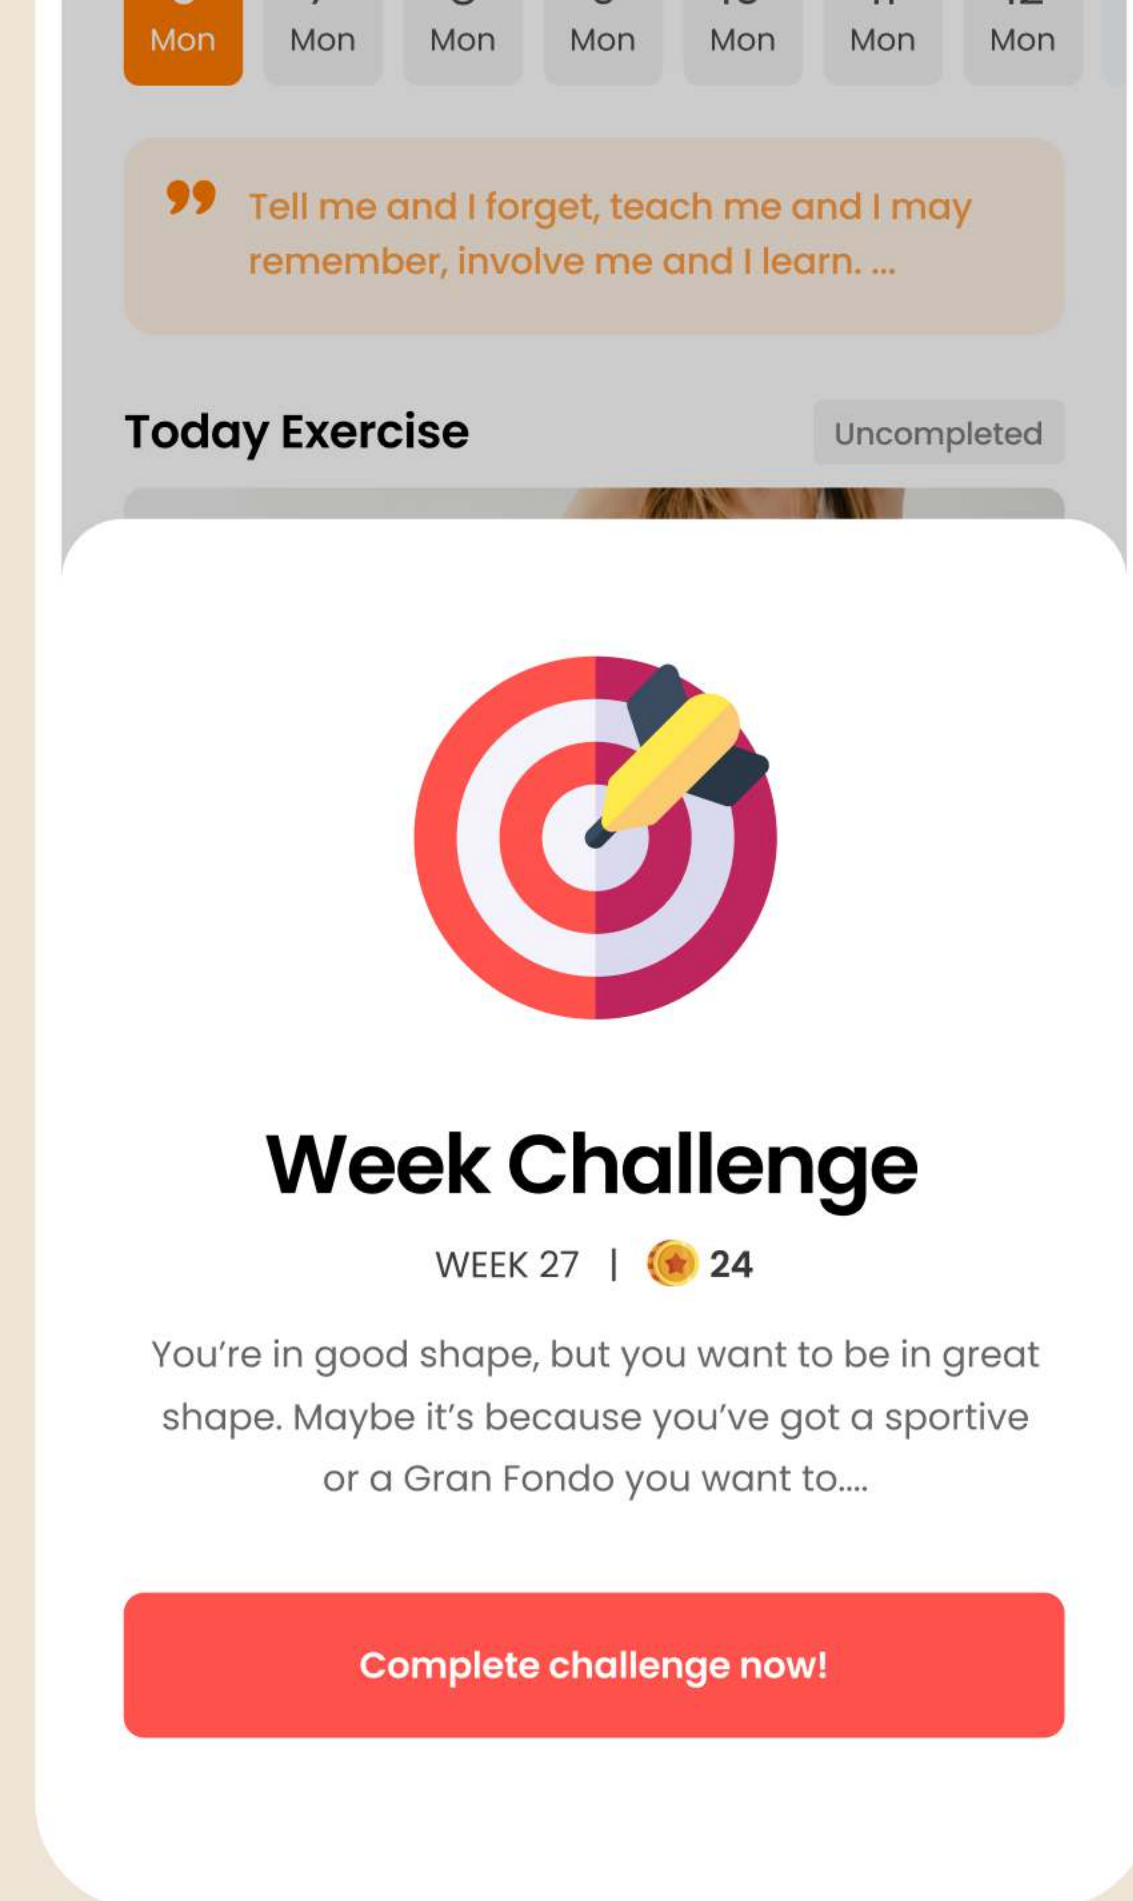 Mon Mon Mon Mon Mon Mon Mon
Tell me and I forget, teach me and I may
remember, involve me and I learn. ...
Today Exercise
Uncompleted
Week Challenge
WEEK 27 | 24
You’re in good shape, but you want to be in great
shape. Maybe it’s because you’ve got a sportive
or a Gran Fondo you want to....
Complete challenge now!